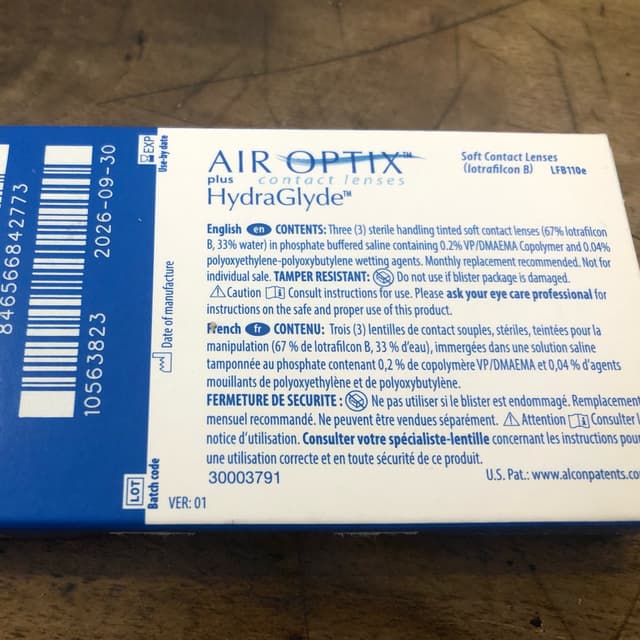 846566842773
10563823
2026-09-30
EXP
Use-by date
Date of manufacture
LOT
Batch code
AIR OPTIX™
plus contact lenses
HydraGlyde™
Soft Contact Lenses
(lotrafilcon B) LFB110e
English en CONTENTS: Three (3) sterile handling tinted soft contact lenses (67% lotrafilcon
B, 33% water) in phosphate buffered saline containing 0.2% VP/DMAEMA Copolymer and 0.04%
polyoxyethylene-polyoxybutylene wetting agents. Monthly replacement recommended. Not for
individual sale. TAMPER RESISTANT: Do not use if blister package is damaged.
Caution Consult instructions for use. Please ask your eye care professional for
instructions on the safe and proper use of this product.
French fr CONTENU: Trois (3) lentilles de contact souples, stériles, teintées pour la
manipulation (67 % de lotrafilcon B, 33 % d'eau), immergées dans une solution saline
tamponnée au phosphate contenant 0,2 % de copolymère VP/DMAEMA et 0,04 % d'agents
mouillants de polyoxyethylène et de polyoxybutylène.
FERMETURE DE SECURITE : Ne pas utiliser si le blister est endommagé. Remplacement
mensuel recommandé. Ne peuvent être vendues séparément. Attention Consulter
notice d'utilisation. Consultez votre spécialiste-lentille concernant les instructions pour
une utilisation correcte et en toute sécurité de ce produit.
30003791
U.S. Pat.: www.alconpatents.co
VER: 01